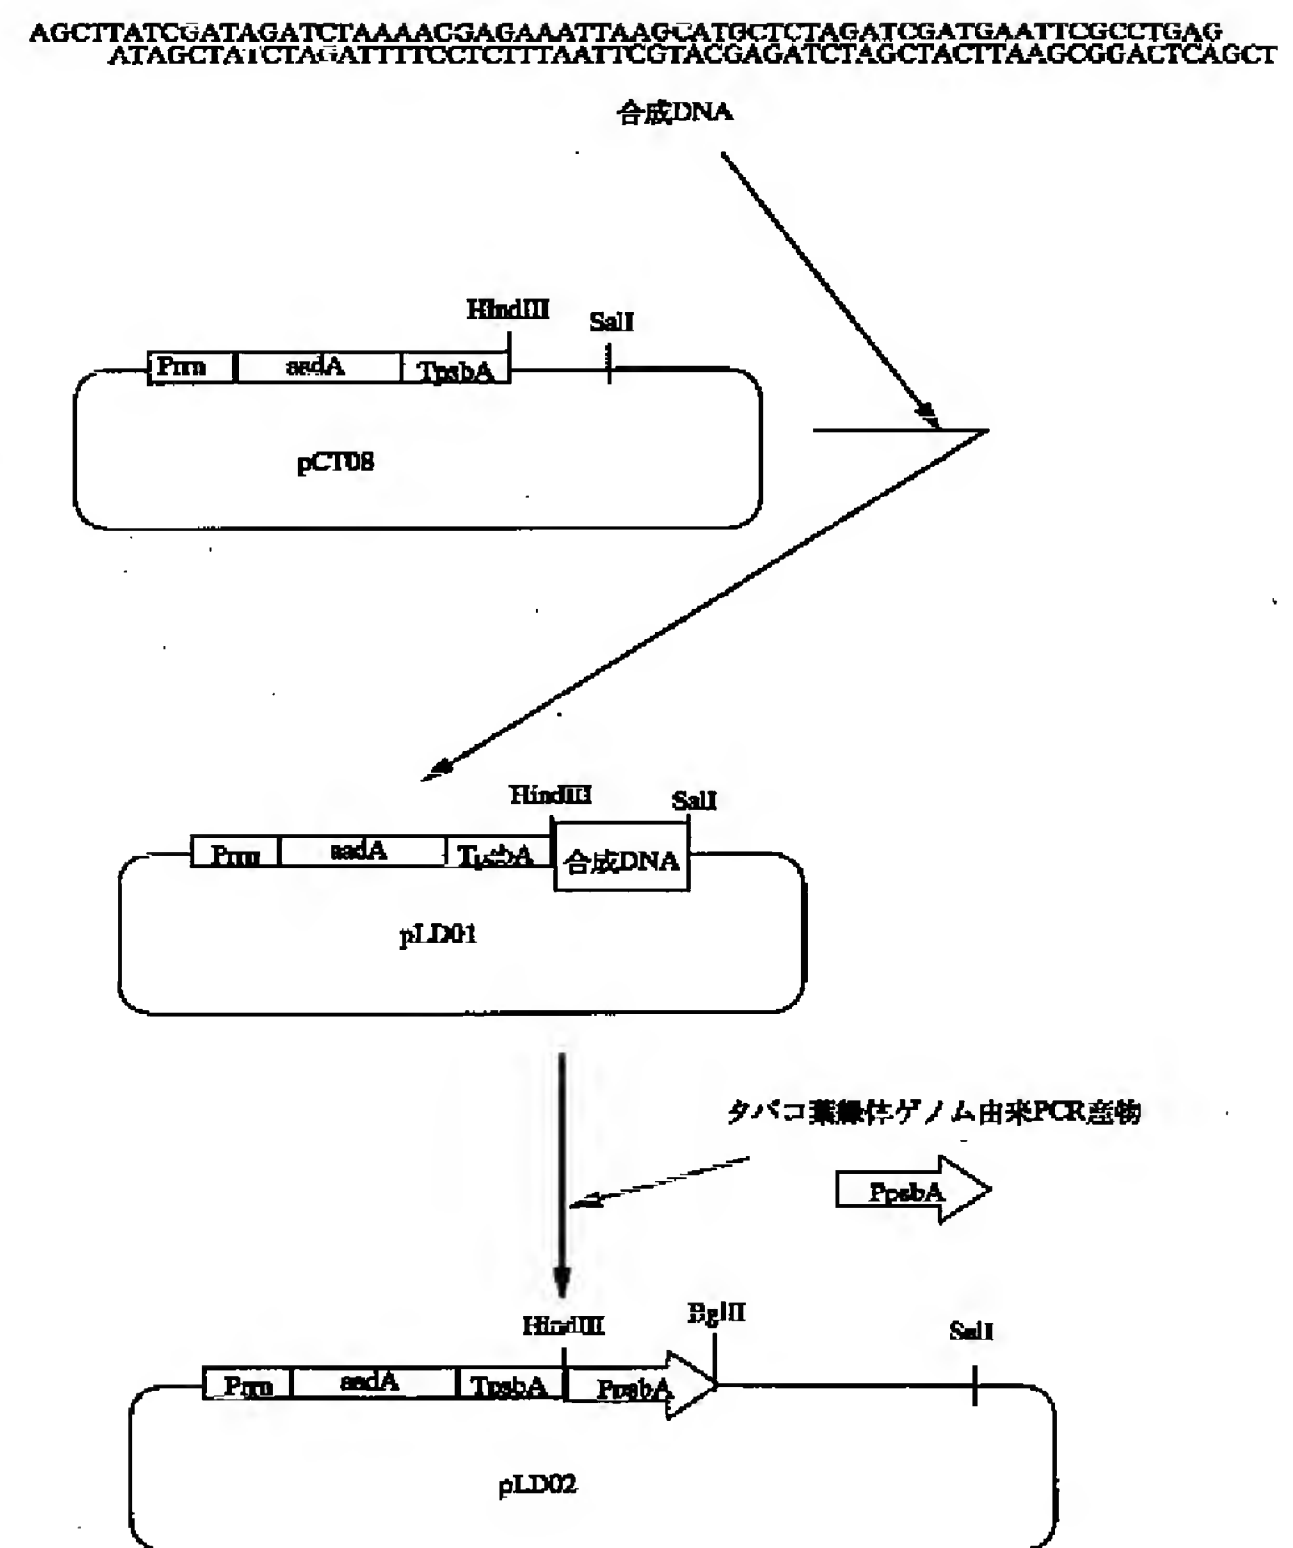 AGCTTATCGATAGATCTAAAACGAGAAATTAAGCATGCTCTAGATCGATGAATTCGCCTGAG
ATAGCTATCTAGATTTTCCTCTTTAATTCGTACGAGATCTAGCTACTTAAGCGGACTCAGCT
合成DNA
HindIII
SalI
Prrn
aadA
TpsbA
pCT08
HindIII
SalI
Prrn
aadA
TpsbA
合成DNA
pLD01
タバコ葉緑体ゲノム由来PCR産物
PpsbA
HindIII
BglII
SalI
Prrn
aadA
TpsbA
PpsbA
pLD02